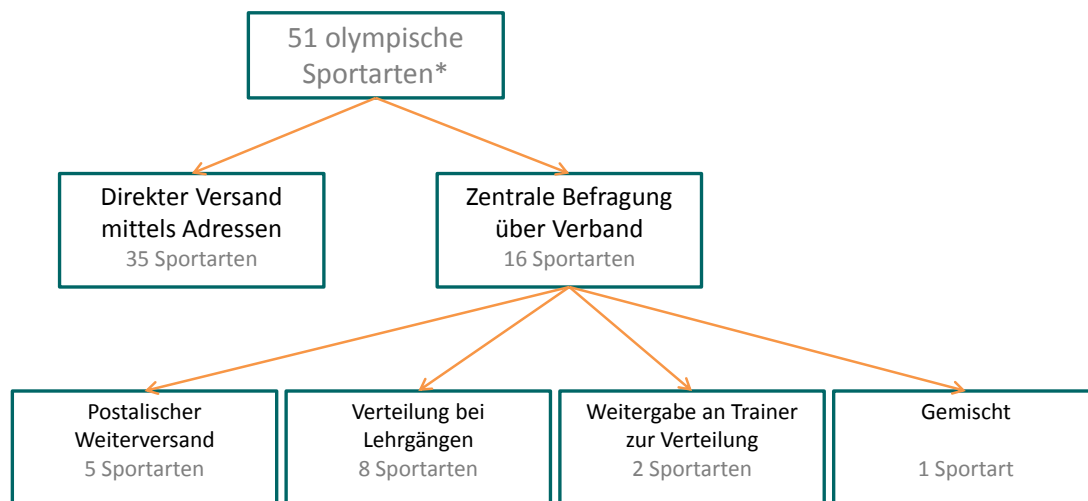 51 olympische
Sportarten*
Direkter Versand
mittels Adressen
35 Sportarten
Zentrale Befragung
über Verband
16 Sportarten
Postalischer
Weiterversand
5 Sportarten
Verteilung bei
Lehrgängen
8 Sportarten
Weitergabe an Trainer
zur Verteilung
2 Sportarten
Gemischt
1 Sportart